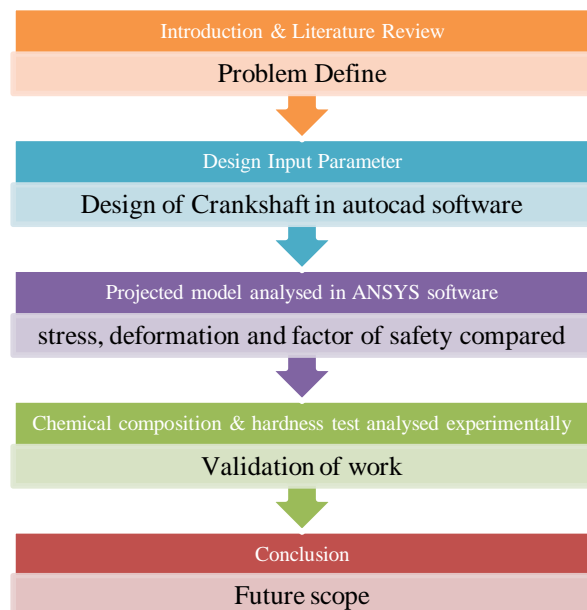 Introduction & Literature Review
Problem Define
Design Input Parameter
Design of Crankshaft in autocad software
Projected model analysed in ANSYS software
stress, deformation and factor of safety compared
Chemical composition & hardness test analysed experimentally
Validation of work
Conclusion
Future scope